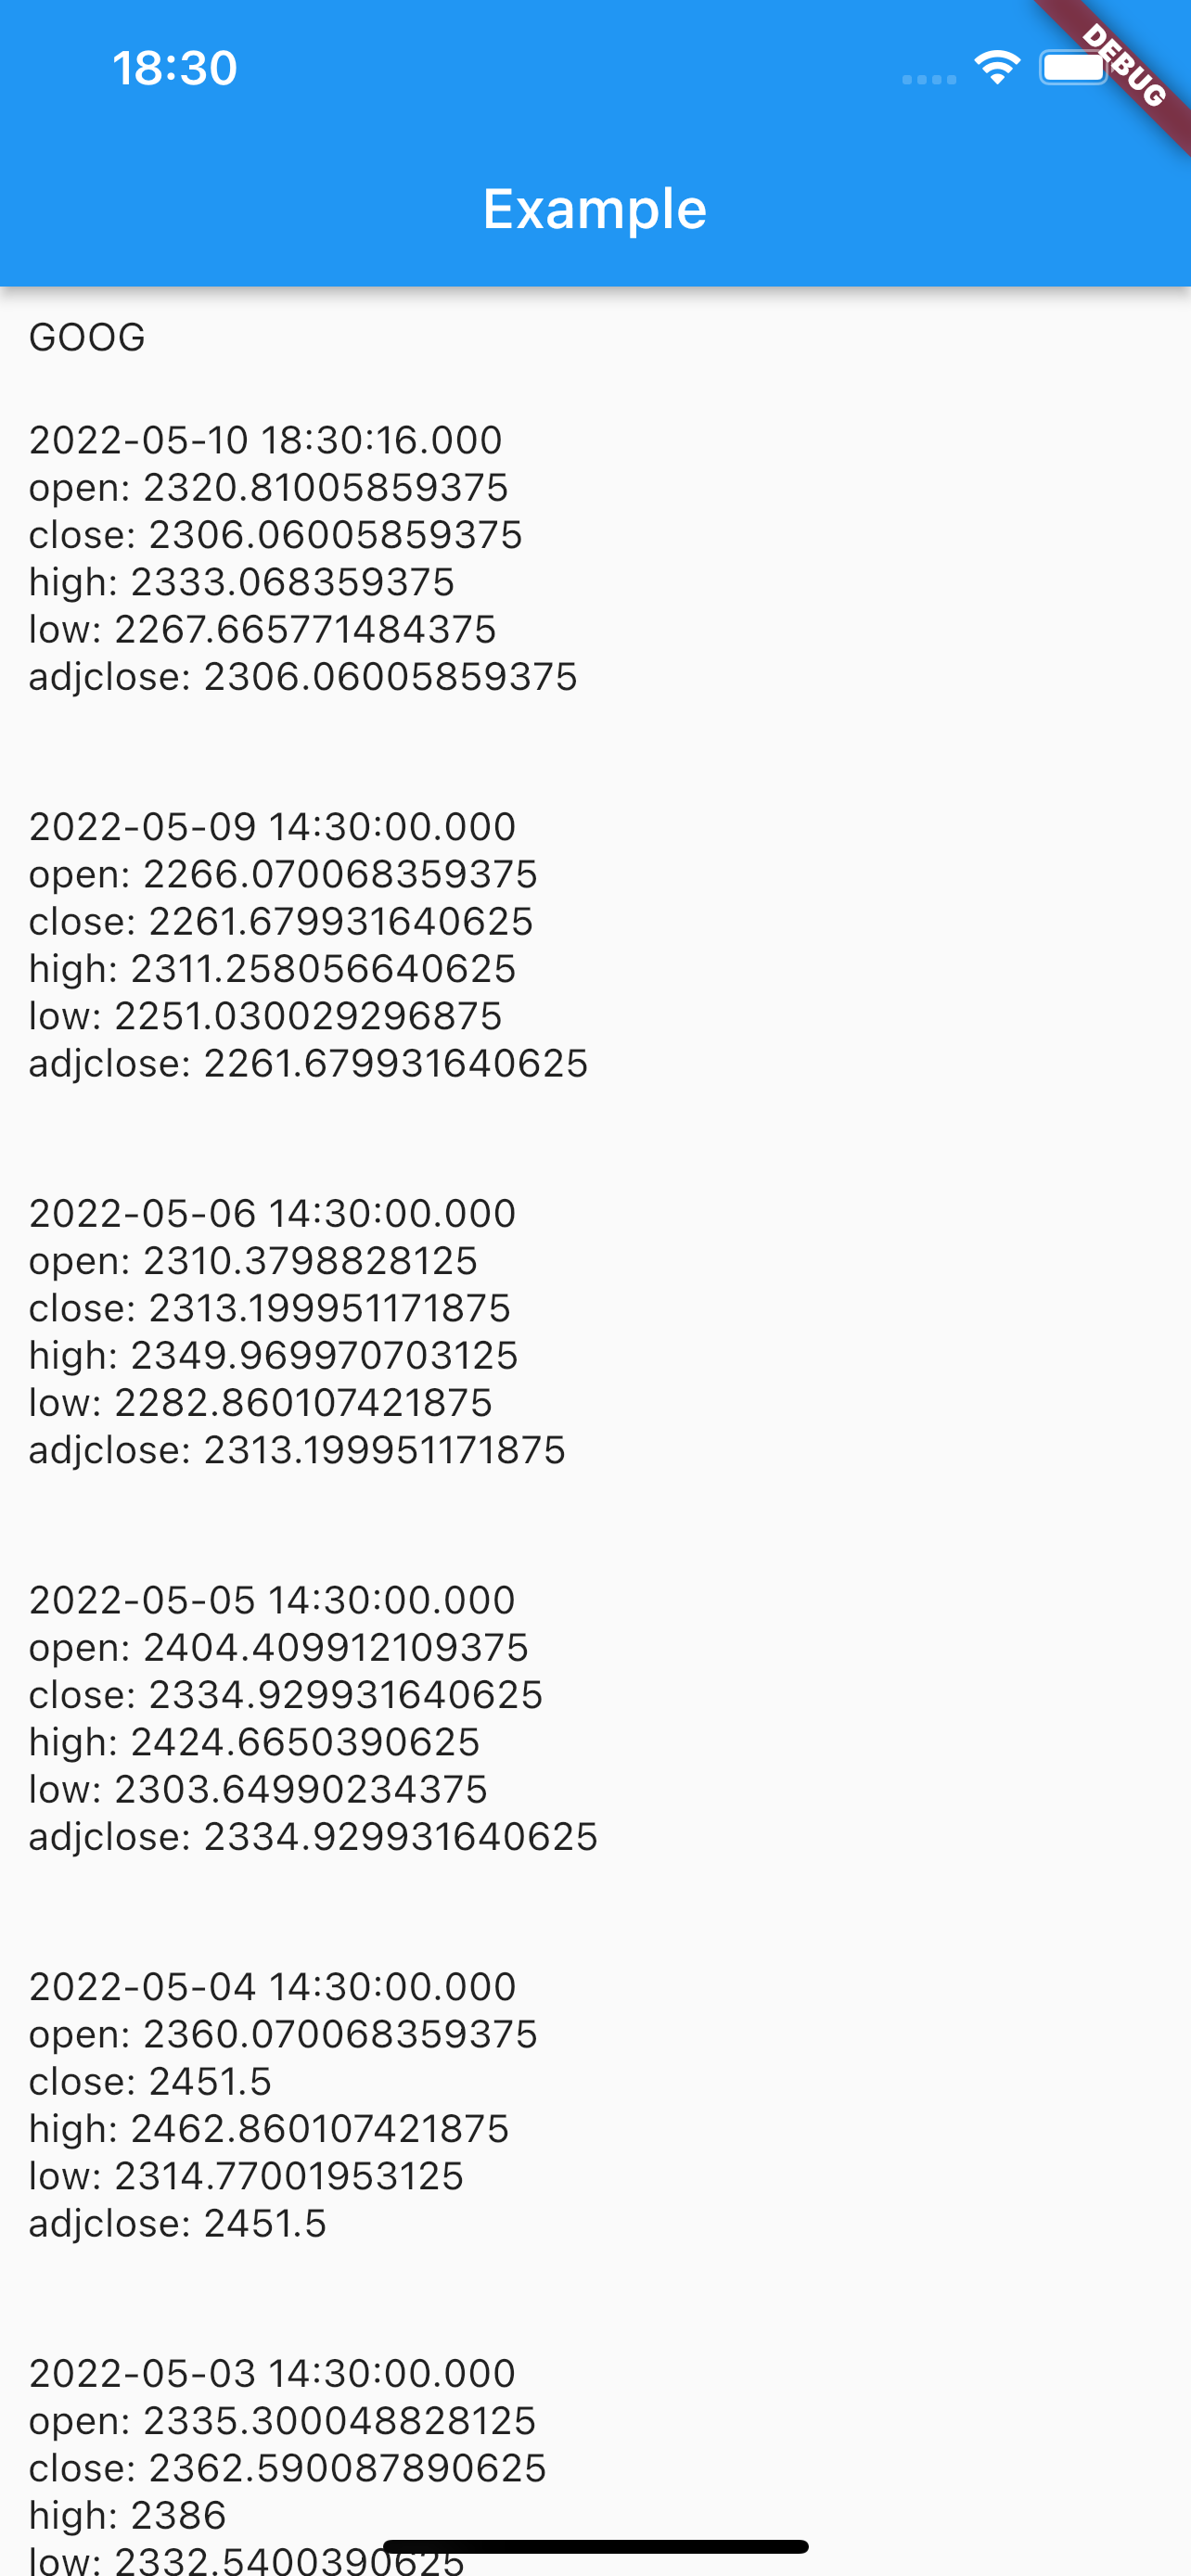 18:30
DEBUG
Example
GOOG
2022-05-10 18:30:16.000
open: 2320.81005859375
close: 2306.06005859375
high: 2333.068359375
low: 2267.665771484375
adjclose: 2306.06005859375
2022-05-09 14:30:00.000
open: 2266.070068359375
close: 2261.679931640625
high: 2311.258056640625
low: 2251.030029296875
adjclose: 2261.679931640625
2022-05-06 14:30:00.000
open: 2310.3798828125
close: 2313.199951171875
high: 2349.969970703125
low: 2282.860107421875
adjclose: 2313.199951171875
2022-05-05 14:30:00.000
open: 2404.409912109375
close: 2334.929931640625
high: 2424.6650390625
low: 2303.64990234375
adjclose: 2334.929931640625
2022-05-04 14:30:00.000
open: 2360.070068359375
close: 2451.5
high: 2462.860107421875
low: 2314.77001953125
adjclose: 2451.5
2022-05-03 14:30:00.000
open: 2335.300048828125
close: 2362.590087890625
high: 2386
low: 2332.5400390625